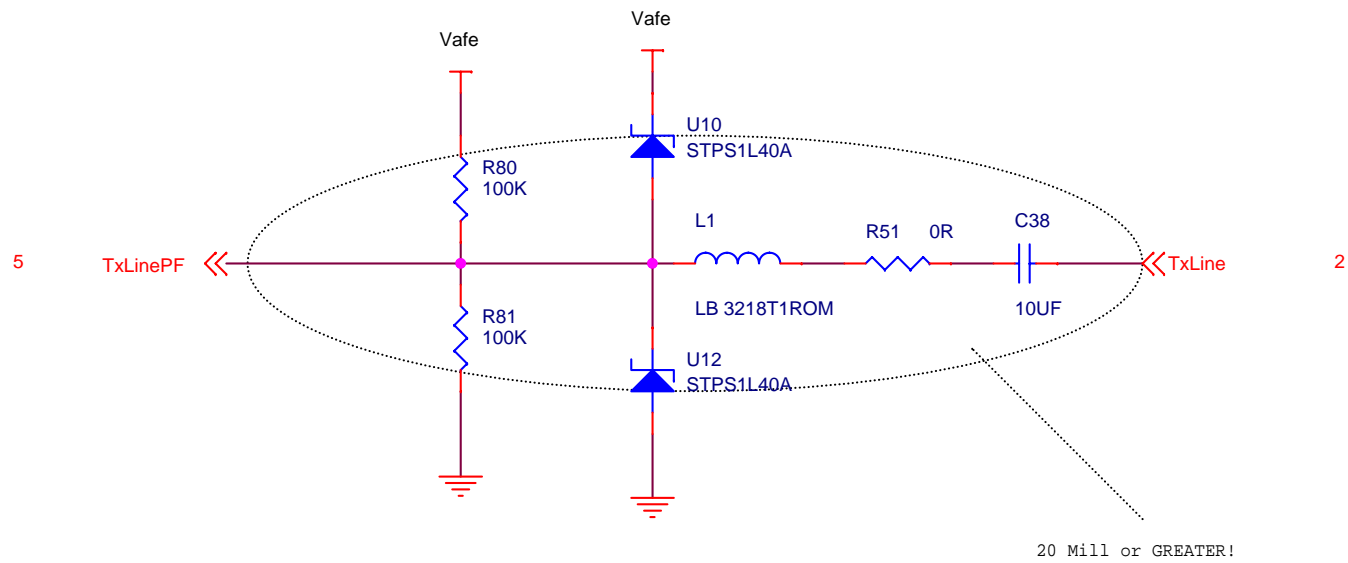 Vafe
Vafe
U10
STPS1L40A
R80
100K
L1
R51 0R
C38
5
TxLinePF
TxLine
2
R81
100K
LB 3218T1ROM
10UF
U12
STPS1L40A
20 Mill or GREATER!